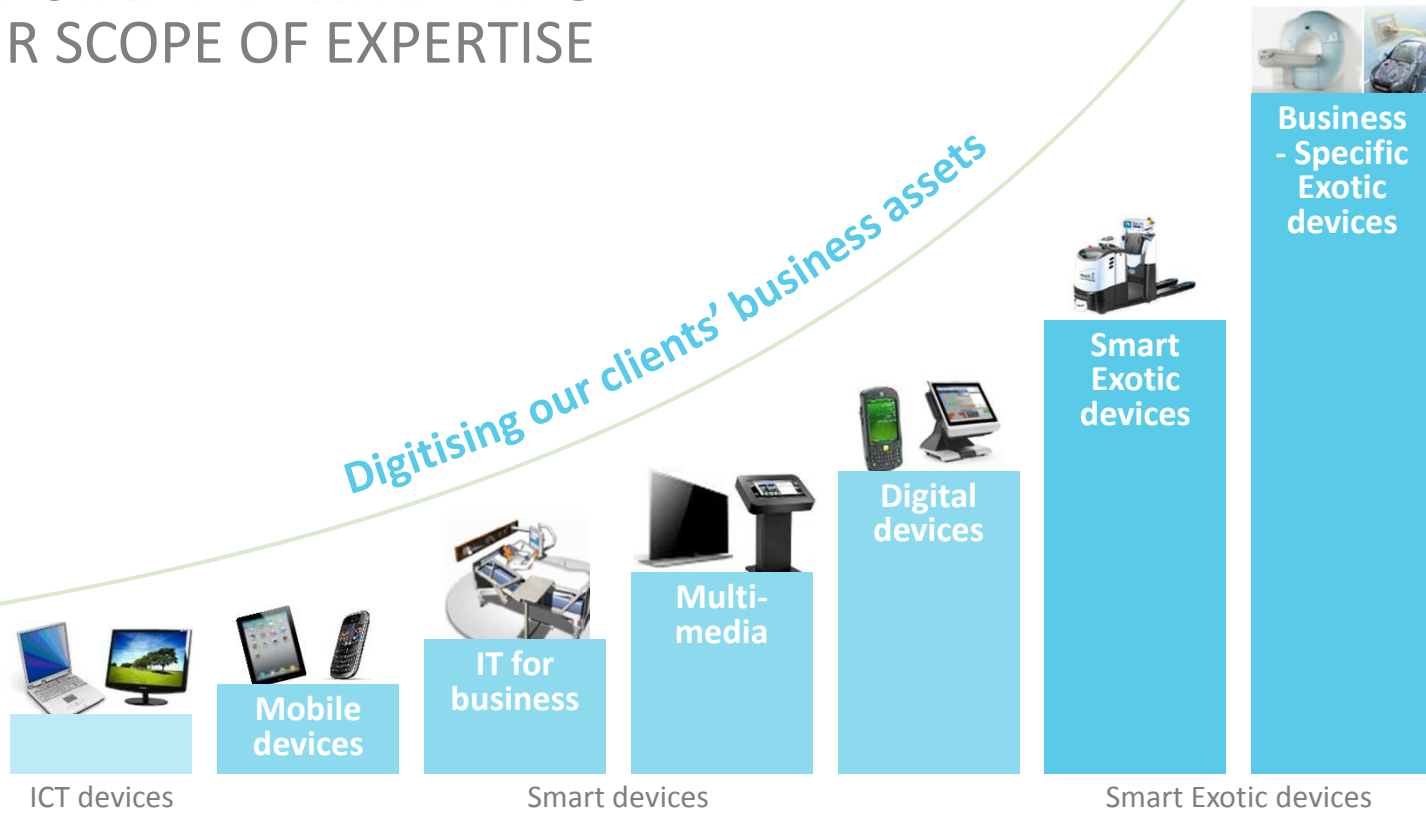 R SCOPE OF EXPERTISE
Digitising our clients’ business assets
Business
- Specific
Exotic
devices
Smart
Exotic
devices
Digital
devices
Multi-
media
IT for
business
Mobile
devices
ICT devices
Smart devices
Smart Exotic devices